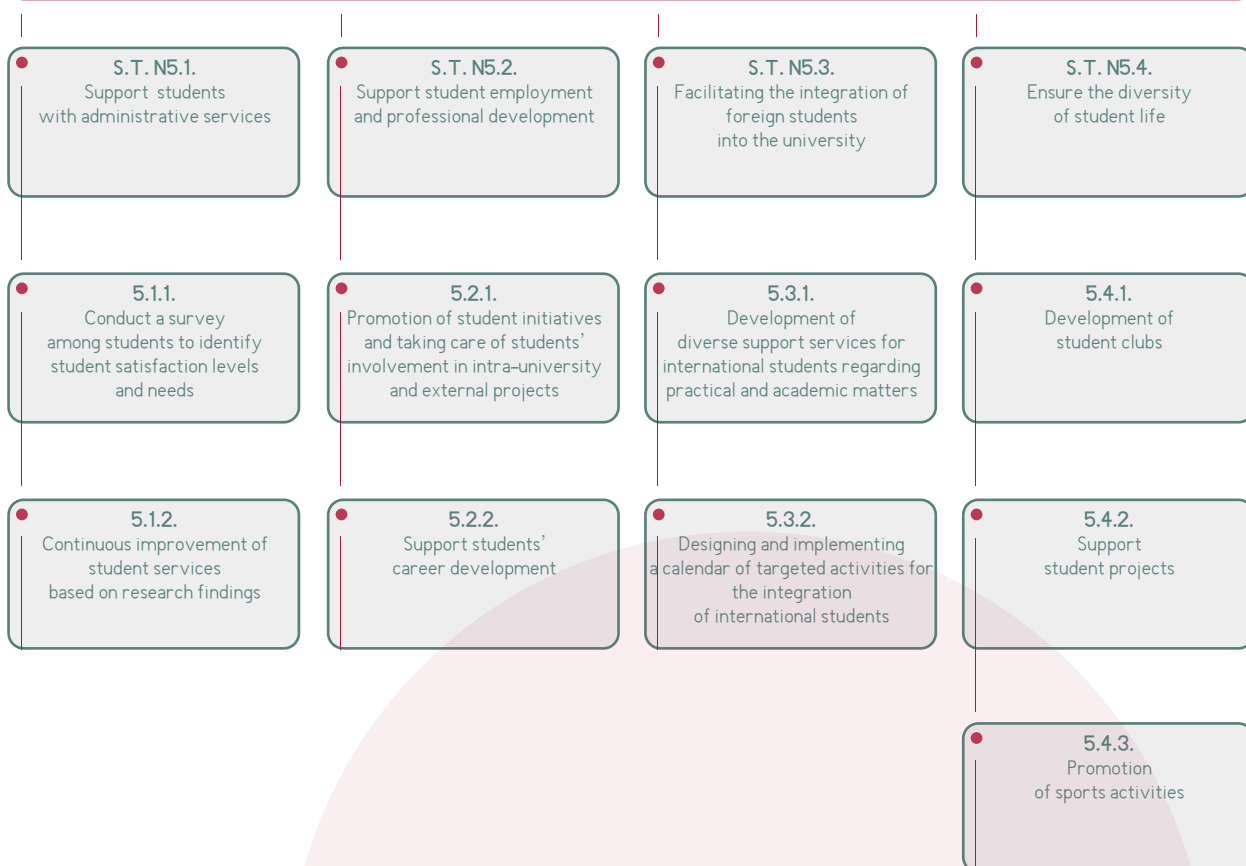 S.T. N5.1.
Support  students
with administrative services
S.T. N5.2.
Support student employment
and professional development
S.T. N5.3.
Facilitating the integration of
foreign students
into the university
S.T. N5.4.
Ensure the diversity
of student life
5.1.1.
Conduct a survey
among students to identify
student satisfaction levels
and needs
5.2.1.
Promotion of student initiatives
and taking care of students’
involvement in intra-university
and external projects
5.3.1.
Development of
diverse support services for
international students regarding
practical and academic matters
5.4.1.
Development of
student clubs
5.1.2.
Continuous improvement of
student services
based on research findings
5.2.2.
Support students’
career development
5.3.2.
Designing and implementing
a calendar of targeted activities for
the integration
of international students
5.4.2.
Support
student projects
5.4.3.
Promotion
of sports activities